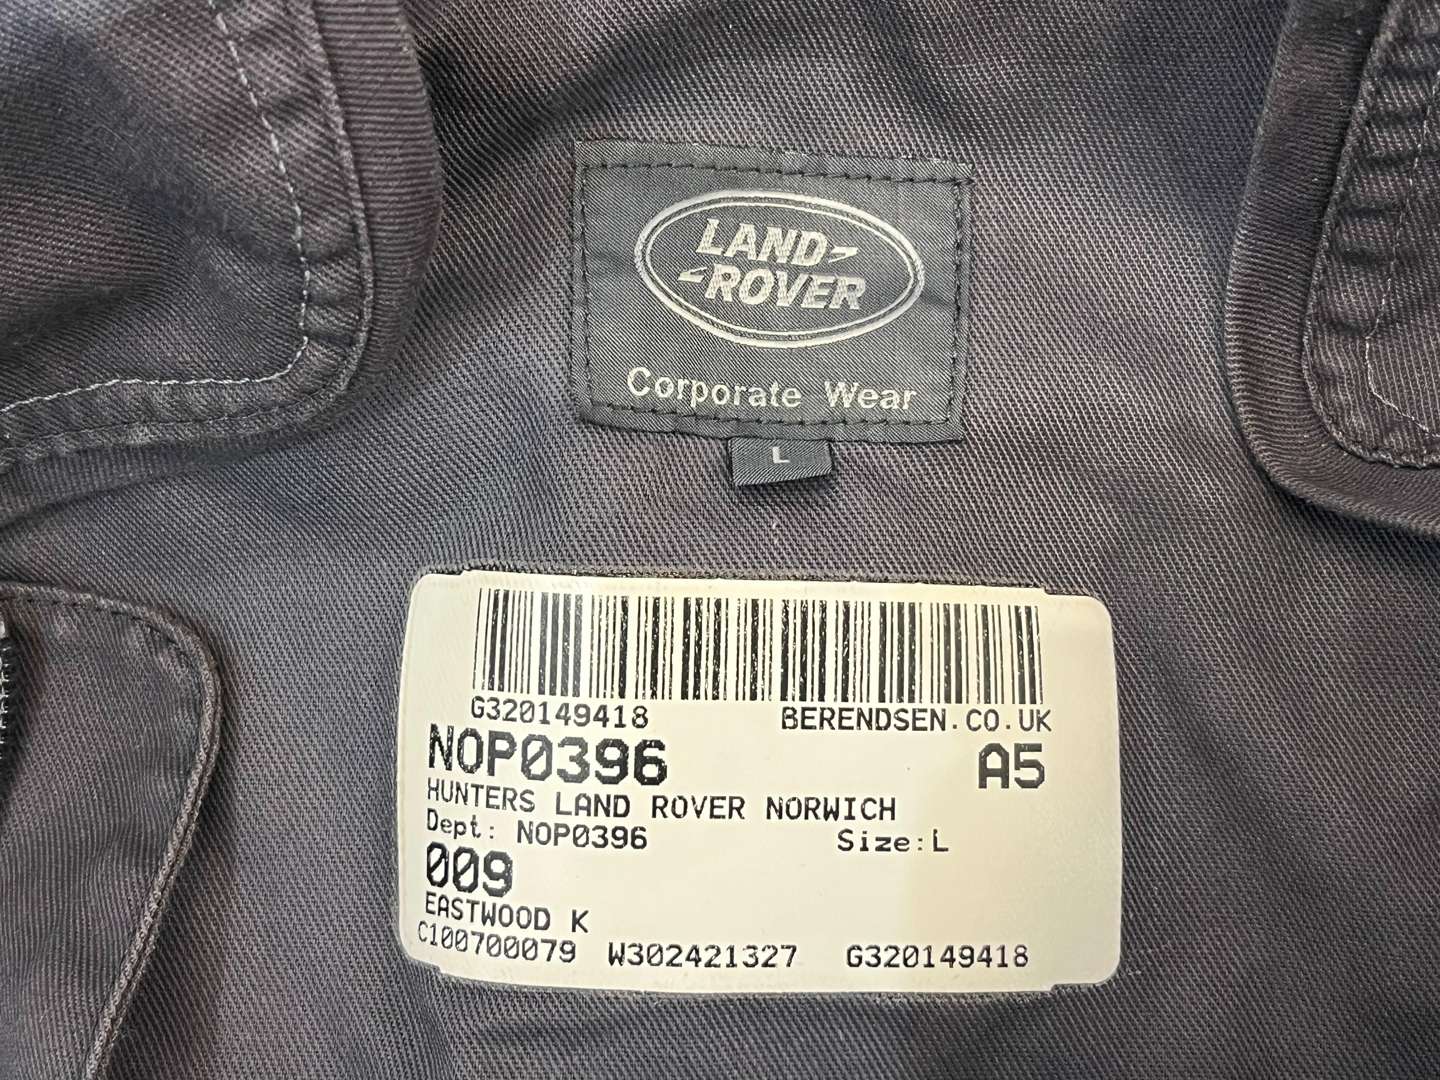 LAND
ROVER
Corporate Wear
L
G320149418 BERENDSEN.CO.UK
NOP0396 A5
HUNTERS LAND ROVER NORWICH
Dept: NOP0396 Size:L
009
EASTWOOD K
C100700079 W302421327 G320149418